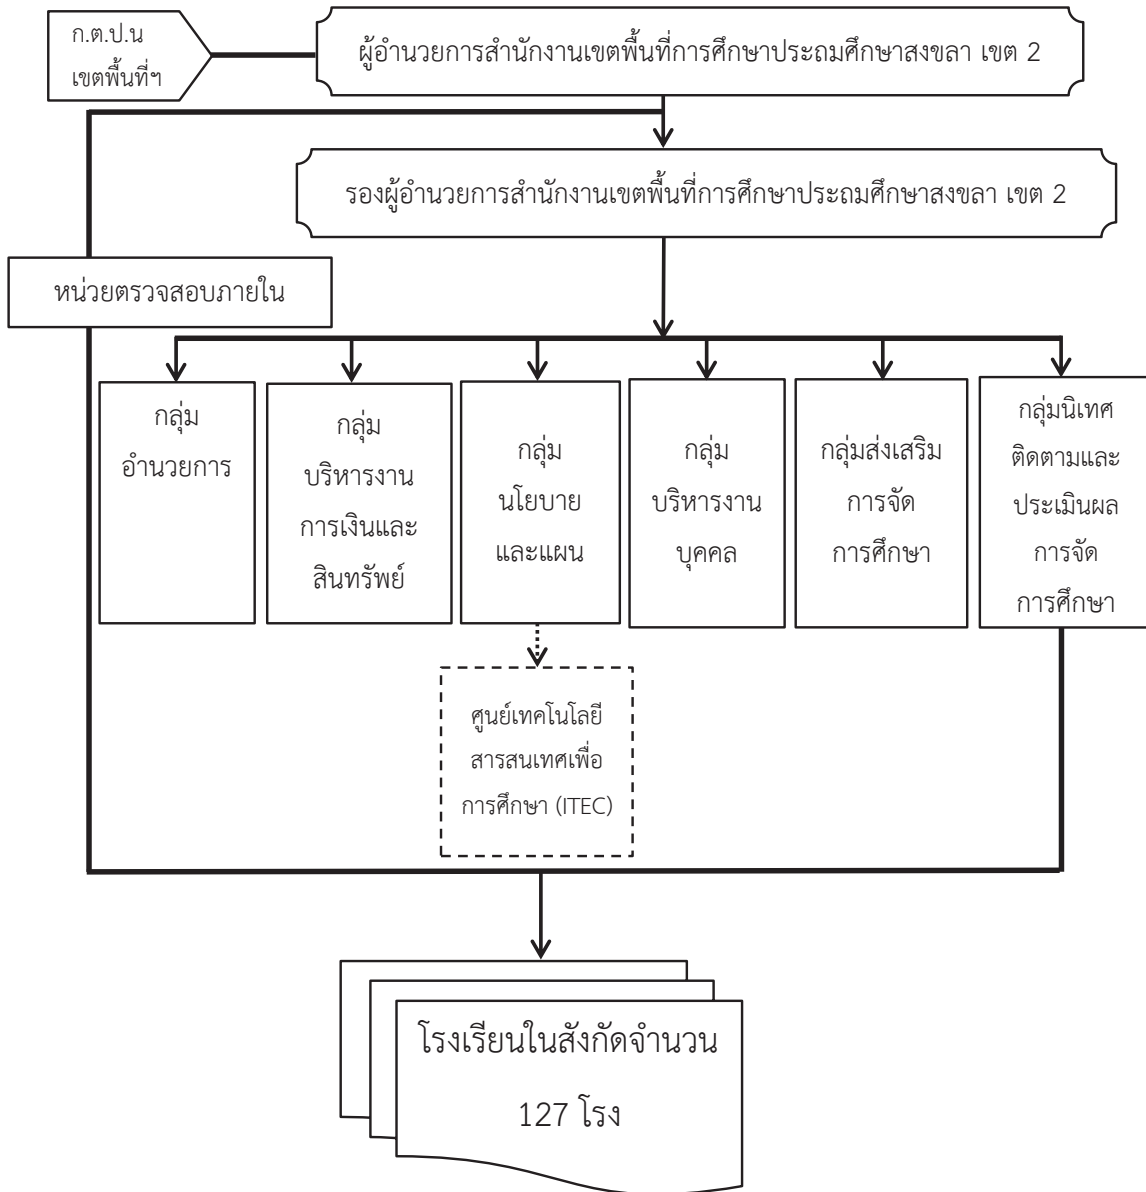 ก.ต.ป.น
เขตพื้นที่ฯ
ผู้อำนวยการสำนักงานเขตพื้นที่การศึกษาประถมศึกษาสงขลา เขต 2
รองผู้อำนวยการสำนักงานเขตพื้นที่การศึกษาประถมศึกษาสงขลา เขต 2
หน่วยตรวจสอบภายใน
กลุ่ม
อำนวยการ
กลุ่ม
บริหารงาน
การเงินและ
สินทรัพย์
กลุ่ม
นโยบาย
และแผน
กลุ่ม
บริหารงาน
บุคคล
กลุ่มส่งเสริม
การจัด
การศึกษา
กลุ่มนิเทศ
ติดตามและ
ประเมินผล
การจัด
การศึกษา
ศูนย์เทคโนโลยี
สารสนเทศเพื่อ
การศึกษา (ITEC)
โรงเรียนในสังกัดจำนวน
127 โรง